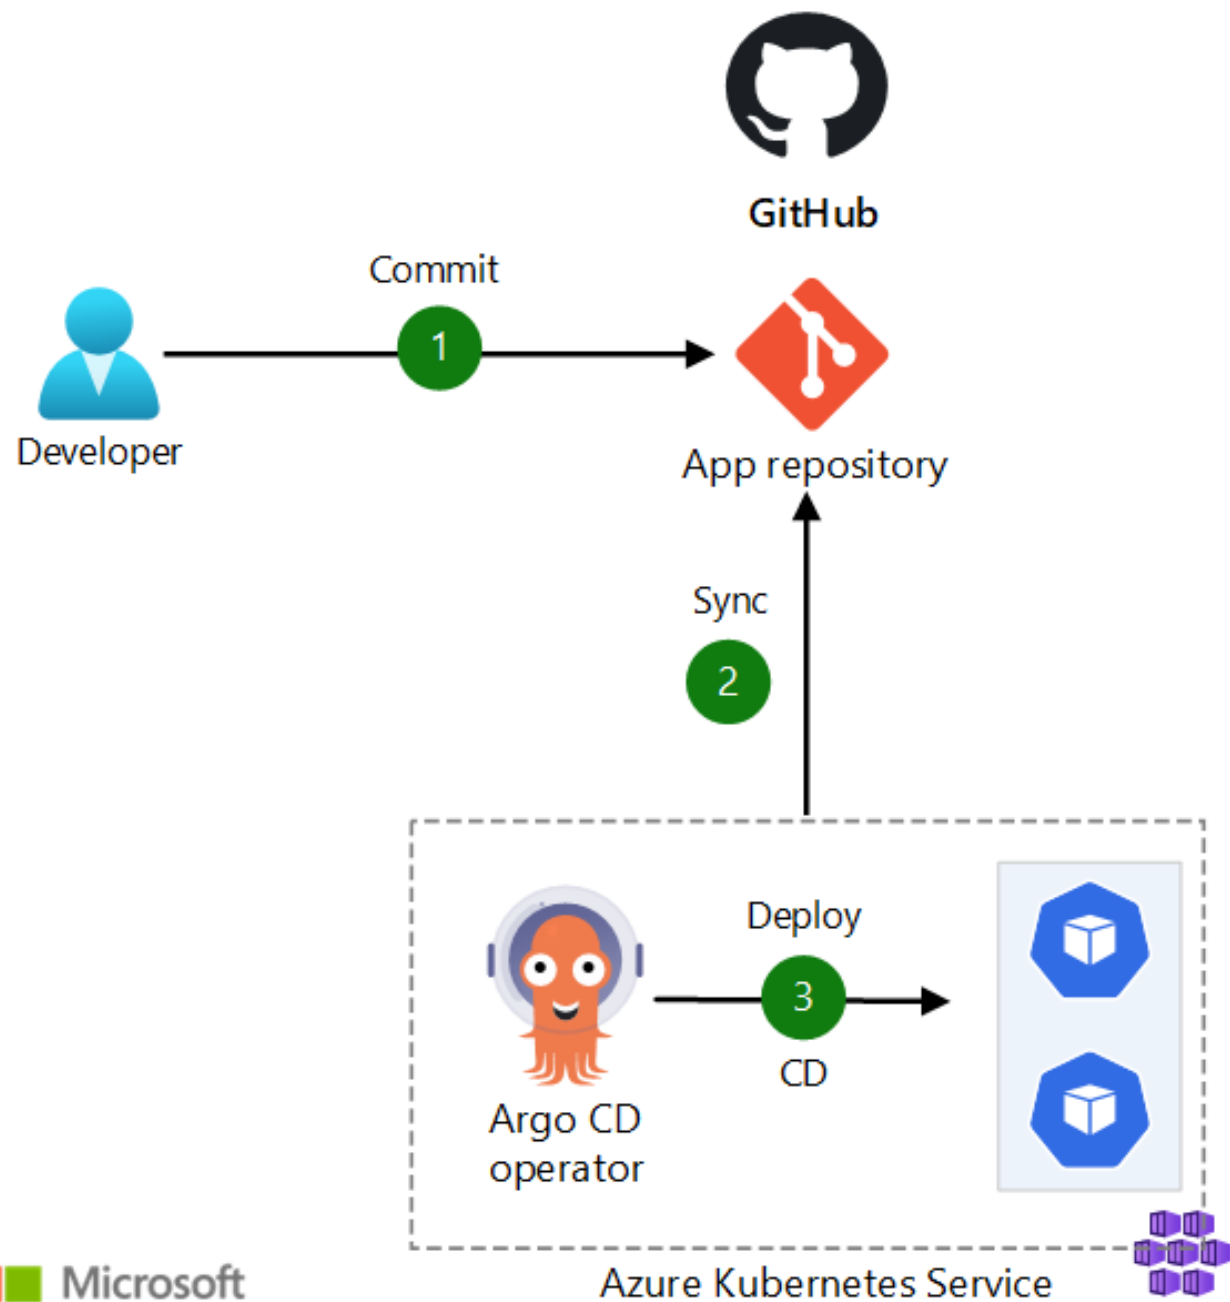 GitHub
Commit
1
Developer
App repository
Sync
2
Deploy
3
CD
Argo CD
operator
Microsoft
Azure Kubernetes Service